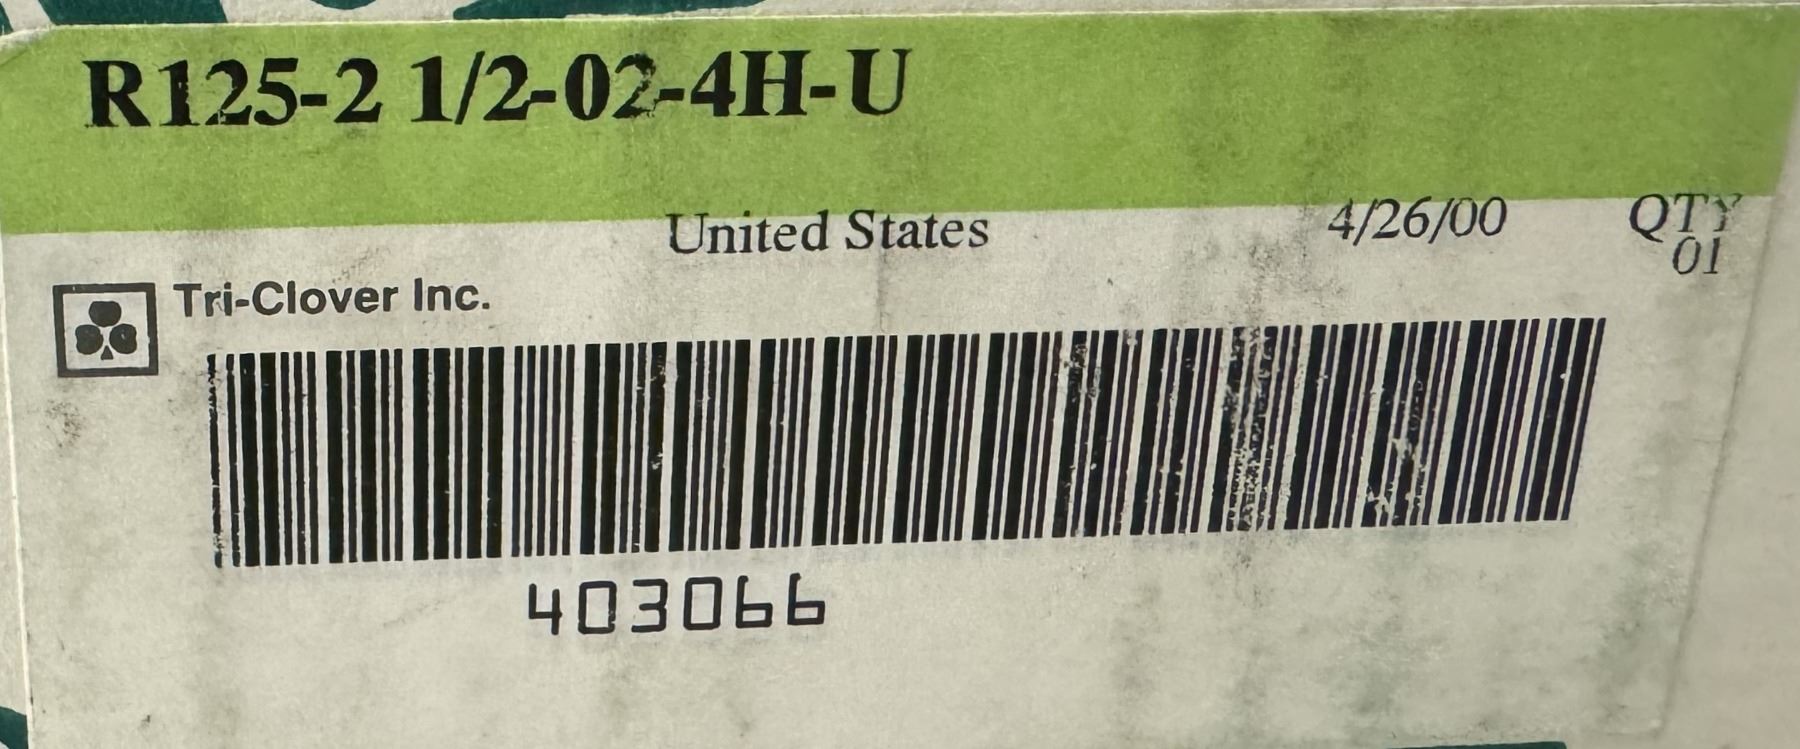 R125-2 1/2-02-4H-U
United States
4/26/00
QTY
01
Tri-Clover Inc.
403066